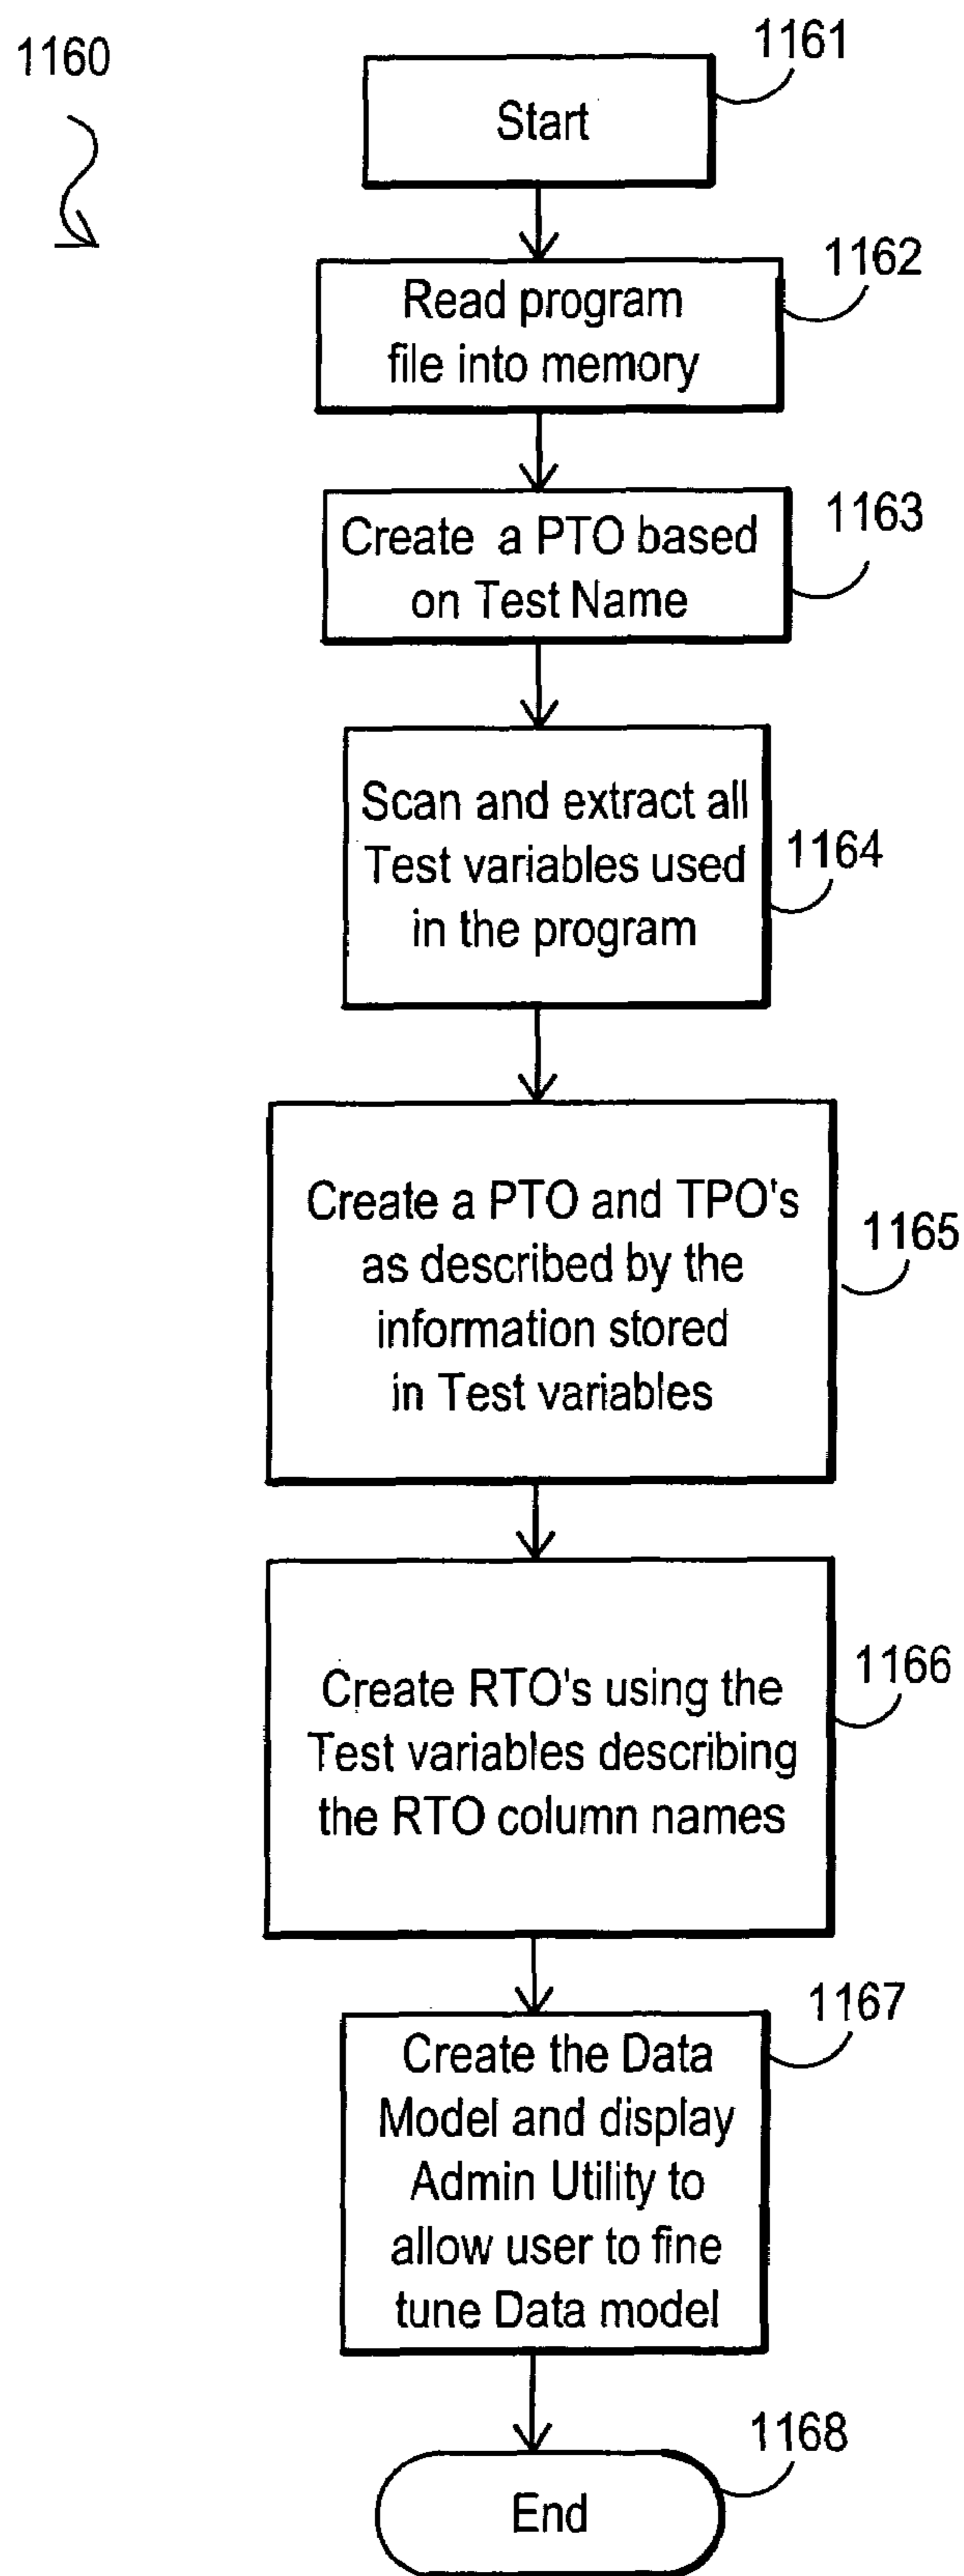 1160
1161
Start
1162
Read program
file into memory
1163
Create a PTO based
on Test Name
Scan and extract all
Test variables used
in the program
1164
Create a PTO and TPO's
as described by the
information stored
in Test variables
1165
1166
Create RTO's using the
Test variables describing
the RTO column names
1167
Create the Data
Model and display
Admin Utility to
allow user to fine
tune Data model
1168
End